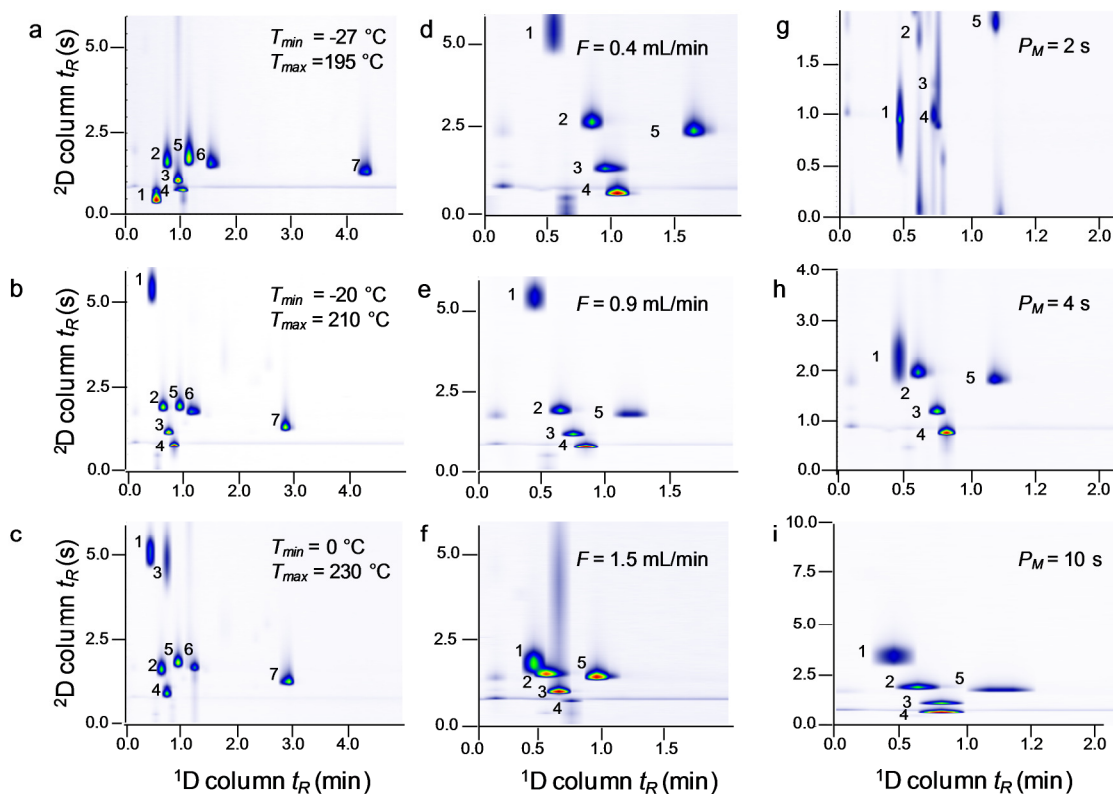 a
T_min = -27 °C
T_max = 195 °C
²D column t_R (s)
5.0
2.5
0.0
1
2
3
4
5
6
7
0.0 1.0 2.0 3.0 4.0
b
T_min = -20 °C
T_max = 210 °C
²D column t_R (s)
5.0
2.5
0.0
1
2
3
4
5
6
7
0.0 1.0 2.0 3.0 4.0
c
T_min = 0 °C
T_max = 230 °C
²D column t_R (s)
5.0
2.5
0.0
1
3
2
5
6
4
7
0.0 1.0 2.0 3.0 4.0
¹D column t_R (min)
d
F = 0.4 mL/min
5.0
2.5
0.0
1
2
3
4
5
0.0 0.5 1.0 1.5
e
F = 0.9 mL/min
5.0
2.5
0.0
1
2
3
4
5
0.0 0.5 1.0 1.5
f
F = 1.5 mL/min
5.0
2.5
0.0
1
2
3
4
5
0.0 0.5 1.0 1.5
¹D column t_R (min)
g
P_M = 2 s
1.5
1.0
0.5
0.0
1
2
3
4
5
0.0 0.5 1.0 1.2 2.0
h
P_M = 4 s
4.0
3.0
2.0
1.0
0.0
1
2
3
4
5
0.0 0.5 1.0 1.2 2.0
i
P_M = 10 s
10.0
7.5
5.0
2.5
0.0
1
2
3
4
5
0.0 0.5 1.0 1.2 2.0
¹D column t_R (min)